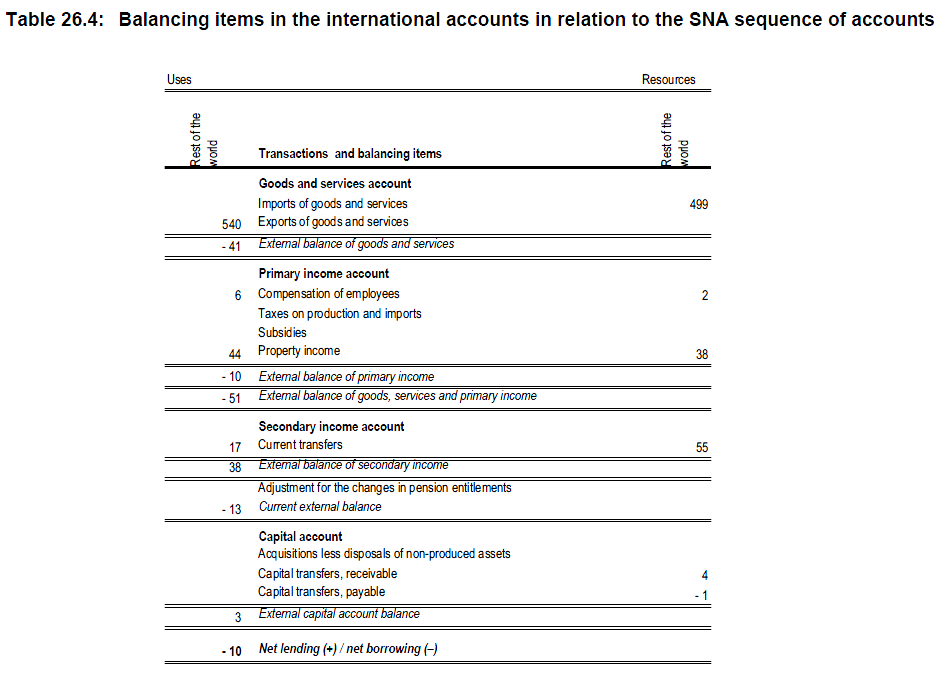 Table 26.4: Balancing items in the international accounts in relation to the SNA sequence of accounts
Uses Resources
Rest of the world Transactions and balancing items Rest of the world
Goods and services account
Imports of goods and services 499
540 Exports of goods and services
- 41 External balance of goods and services
Primary income account
6 Compensation of employees 2
Taxes on production and imports
Subsidies
44 Property income 38
- 10 External balance of primary income
- 51 External balance of goods, services and primary income
Secondary income account
17 Current transfers 55
38 External balance of secondary income
Adjustment for the changes in pension entitlements
- 13 Current external balance
Capital account
Acquisitions less disposals of non-produced assets
Capital transfers, receivable 4
Capital transfers, payable - 1
3 External capital account balance
- 10 Net lending (+) / net borrowing (–)